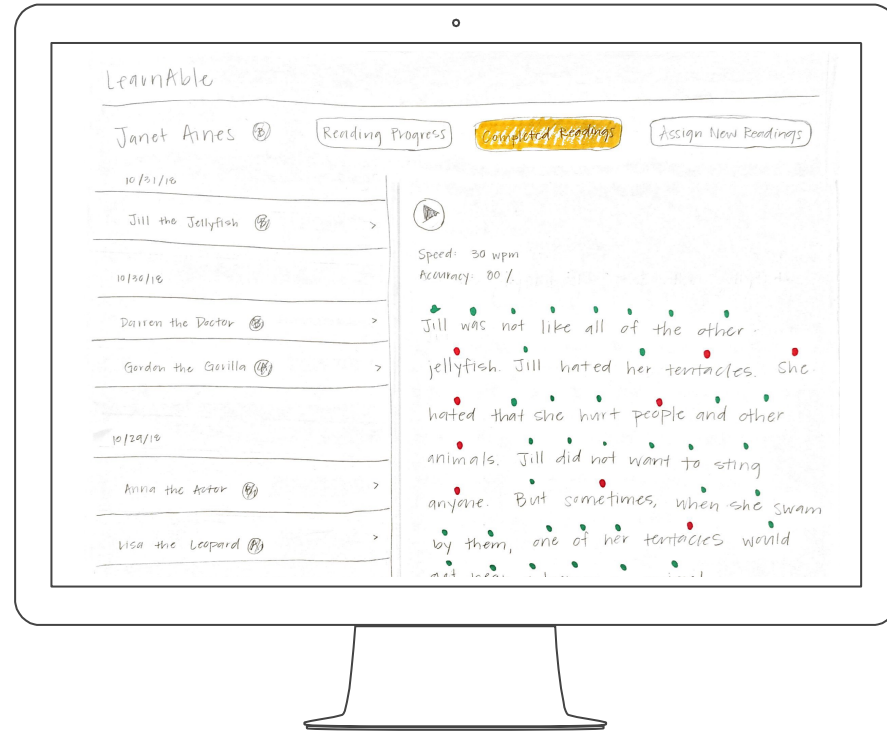 LearnAble
Janet Aines B
Reading Progress
Completed Readings
Assign New Readings
10/31/18
Jill the Jellyfish B >
10/30/18
Darren the Doctor B >
Gordon the Gorilla >
10/29/18
Anna the Actor >
Lisa the Leopard >
Speed: 30 wpm
Accuracy: 80 %
Jill was not like all of the other
jellyfish. Jill hated her tentacles. She
hated that she hurt people and other
animals. Jill did not want to sting
anyone. But sometimes, when she swam
by them, one of her tentacles would